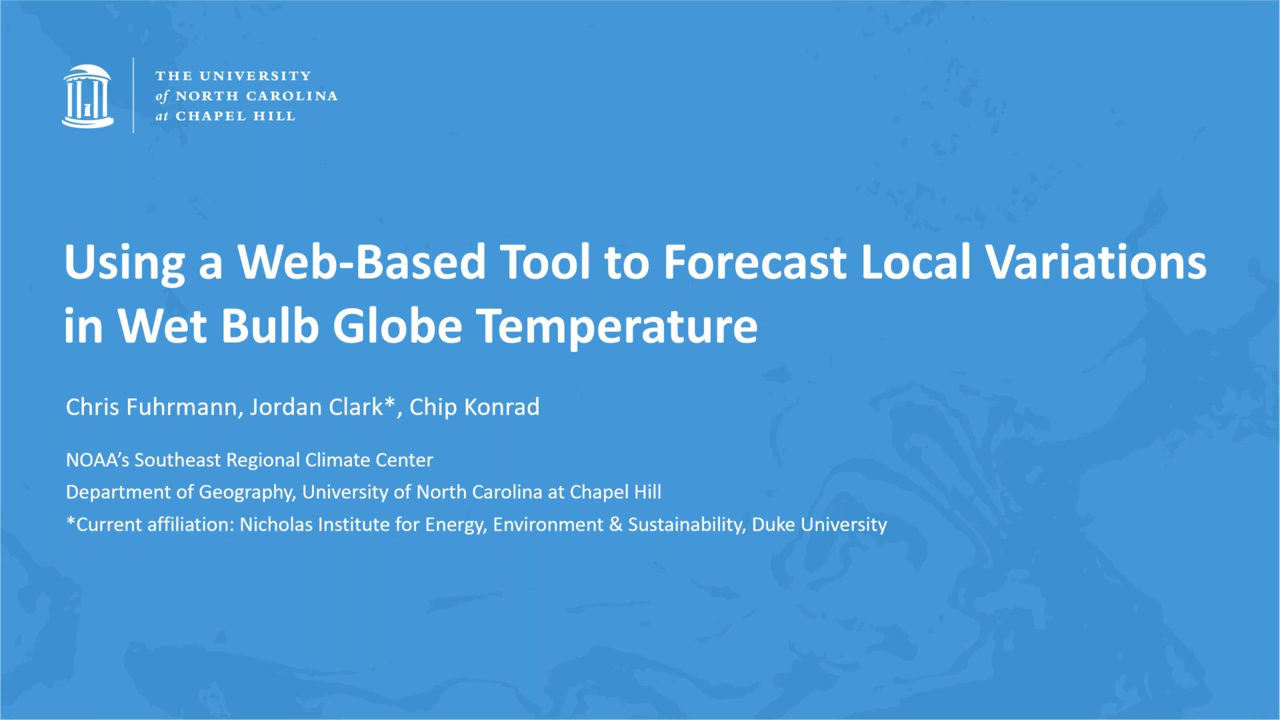 THE UNIVERSITY
of NORTH CAROLINA
at CHAPEL HILL
Using a Web-Based Tool to Forecast Local Variations
in Wet Bulb Globe Temperature
Chris Fuhrmann, Jordan Clark*, Chip Konrad
NOAA’s Southeast Regional Climate Center
Department of Geography, University of North Carolina at Chapel Hill
*Current affiliation: Nicholas Institute for Energy, Environment & Sustainability, Duke University